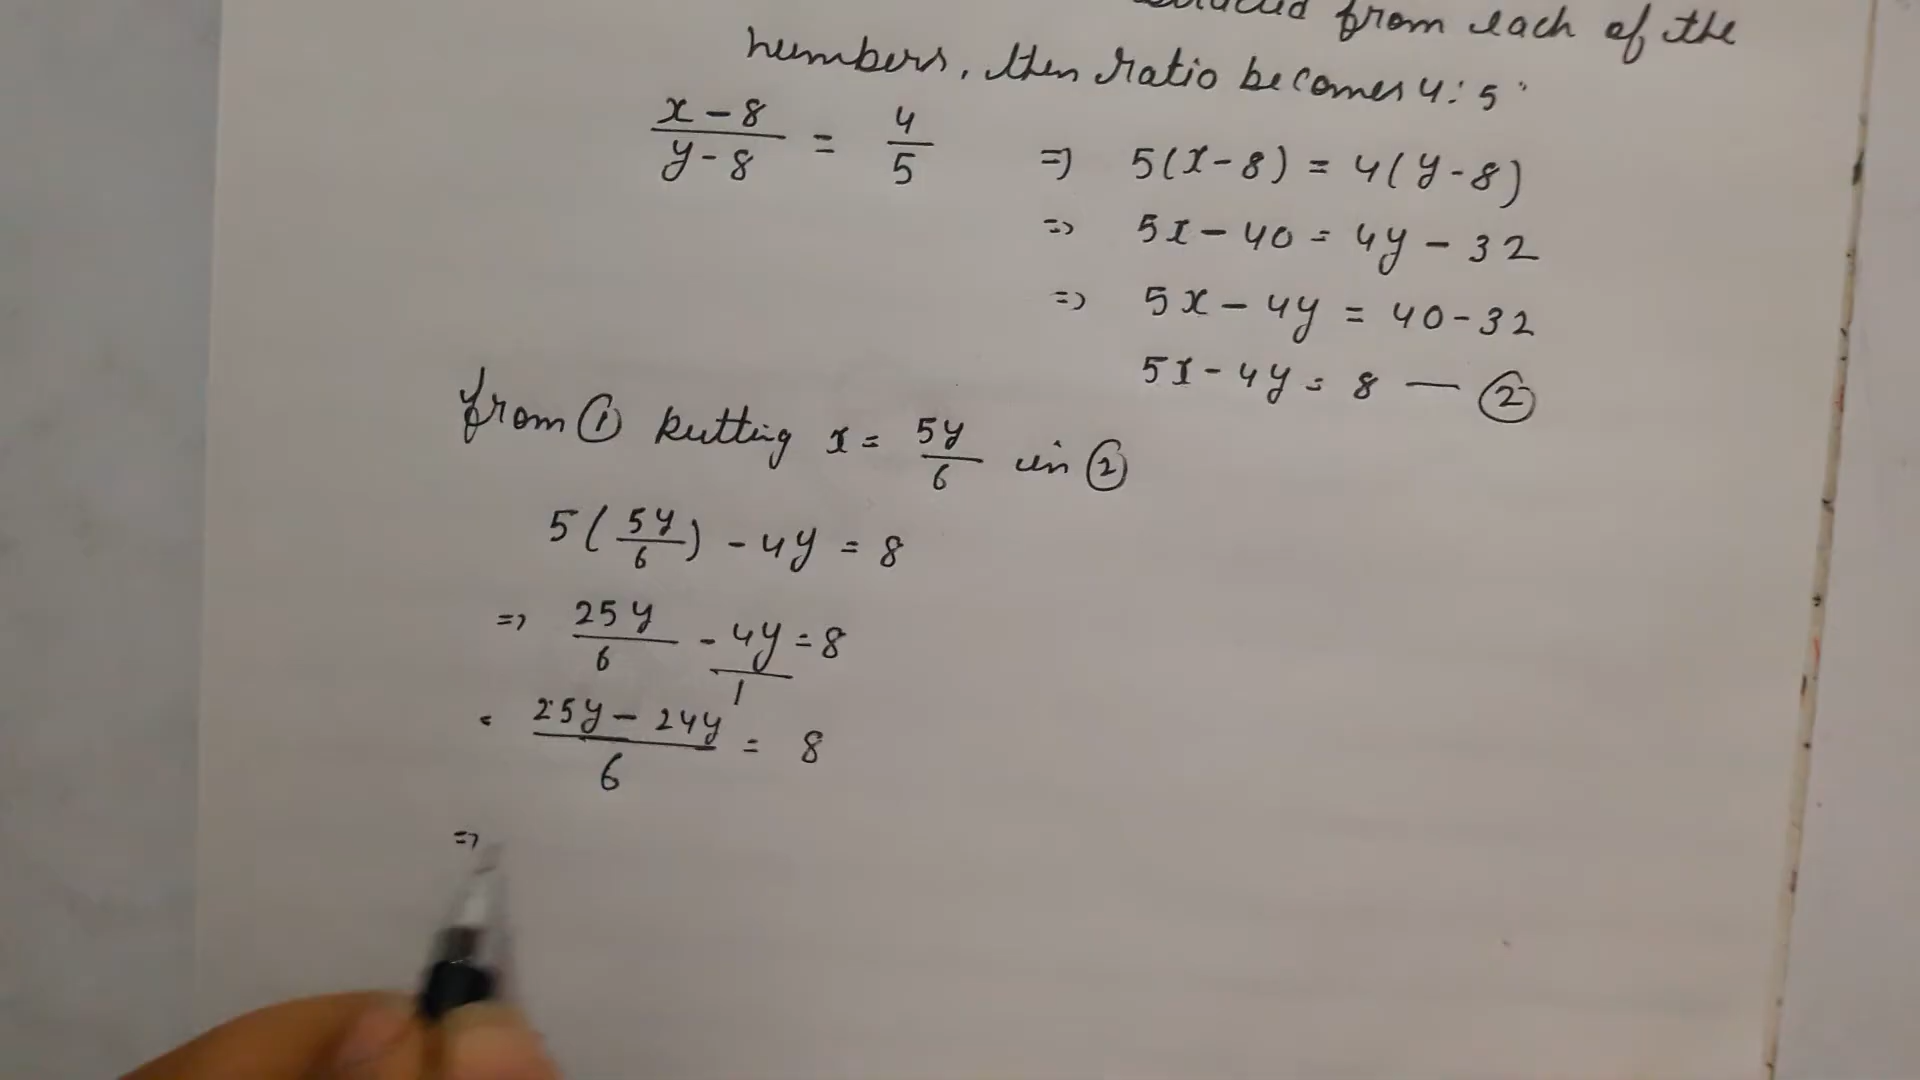 from each of the
numbers, then ratio becomes 4:5
x-8/y-8 = 4/5 => 5(x-8) = 4(y-8)
=> 5x - 40 = 4y - 32
=> 5x - 4y = 40-32
5x - 4y = 8 — ②
from ① putting x = 5y/6 in ②
5(5y/6) - 4y = 8
=> 25y/6 - 4y/1 = 8
= 25y - 24y/6 = 8
=>